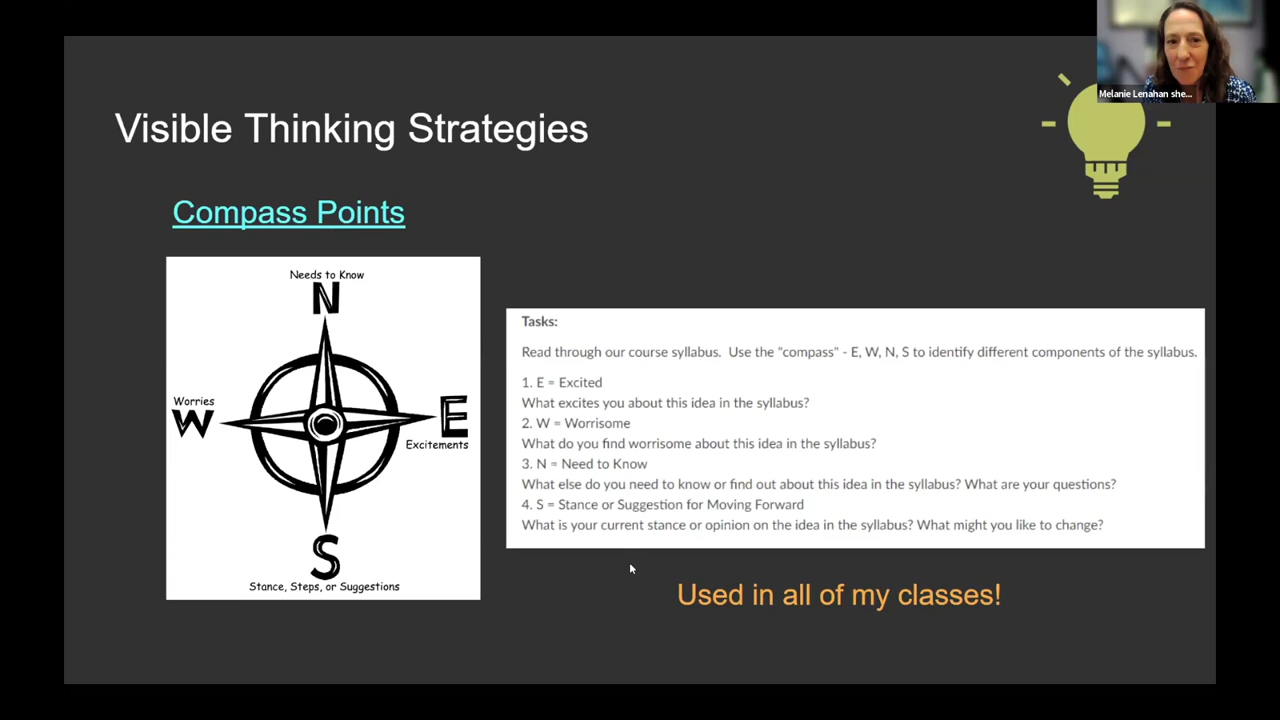 Melanie Lenahan she...
Visible Thinking Strategies
Compass Points
Needs to Know
N
Worries
W
E
Excitements
S
Stance, Steps, or Suggestions
Tasks:
Read through our course syllabus. Use the "compass" - E, W, N, S to identify different components of the syllabus.
1. E = Excited
What excites you about this idea in the syllabus?
2. W = Worrisome
What do you find worrisome about this idea in the syllabus?
3. N = Need to Know
What else do you need to know or find out about this idea in the syllabus? What are your questions?
4. S = Stance or Suggestion for Moving Forward
What is your current stance or opinion on the idea in the syllabus? What might you like to change?
Used in all of my classes!